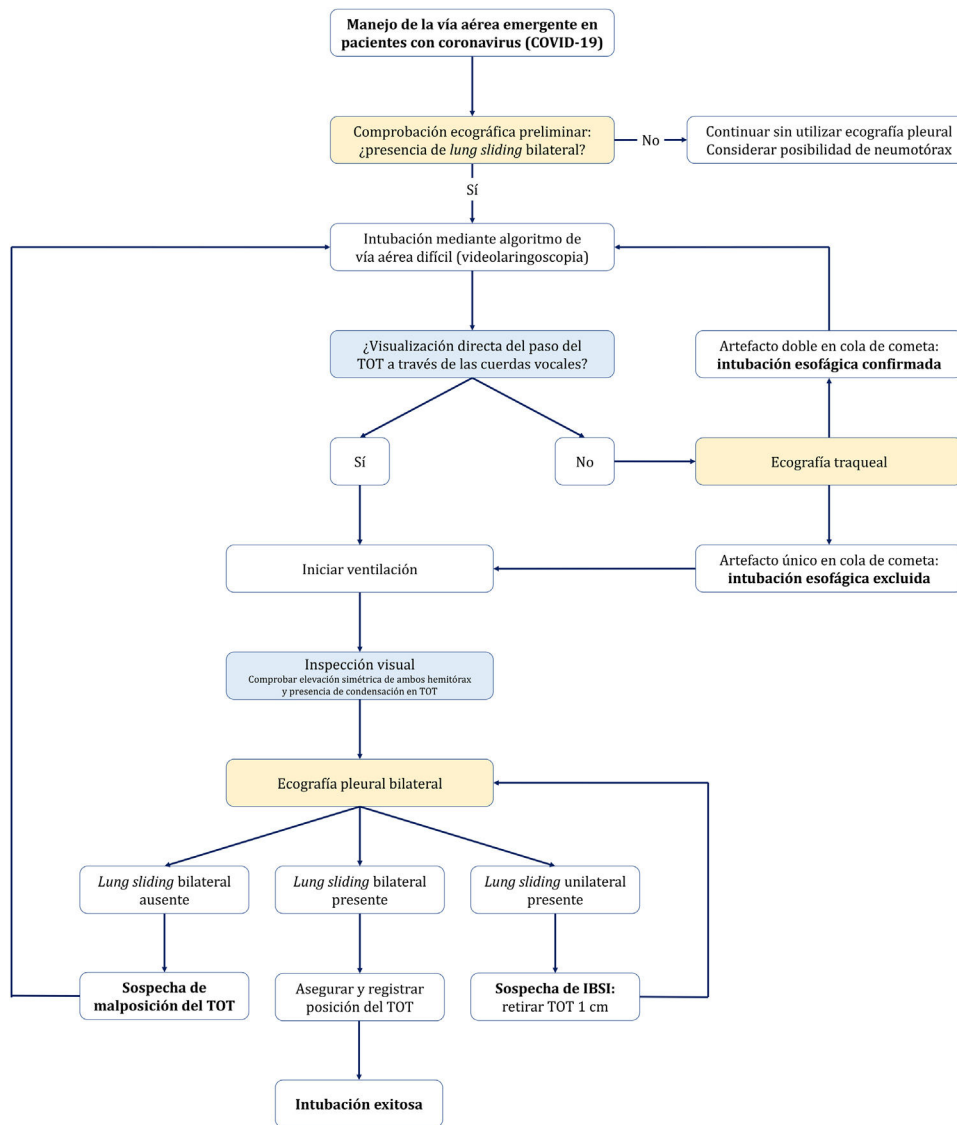 Manejo de la vía aérea emergente en
pacientes con coronavirus (COVID-19)
Comprobación ecográfica preliminar:
¿presencia de lung sliding bilateral?
No
Continuar sin utilizar ecografía pleural
Considerar posibilidad de neumotórax
Sí
Intubación mediante algoritmo de
vía aérea difícil (videolaringoscopia)
¿Visualización directa del paso del
TOT a través de las cuerdas vocales?
Artefacto doble en cola de cometa:
intubación esofágica confirmada
Sí
No
Ecografía traqueal
Iniciar ventilación
Artefacto único en cola de cometa:
intubación esofágica excluida
Inspección visual
Comprobar elevación simétrica de ambos hemitórax
y presencia de condensación en TOT
Ecografía pleural bilateral
Lung sliding bilateral
ausente
Lung sliding bilateral
presente
Lung sliding unilateral
presente
Sospecha de
malposición del TOT
Asegurar y registrar
posición del TOT
Sospecha de IBSI:
retirar TOT 1 cm
Intubación exitosa